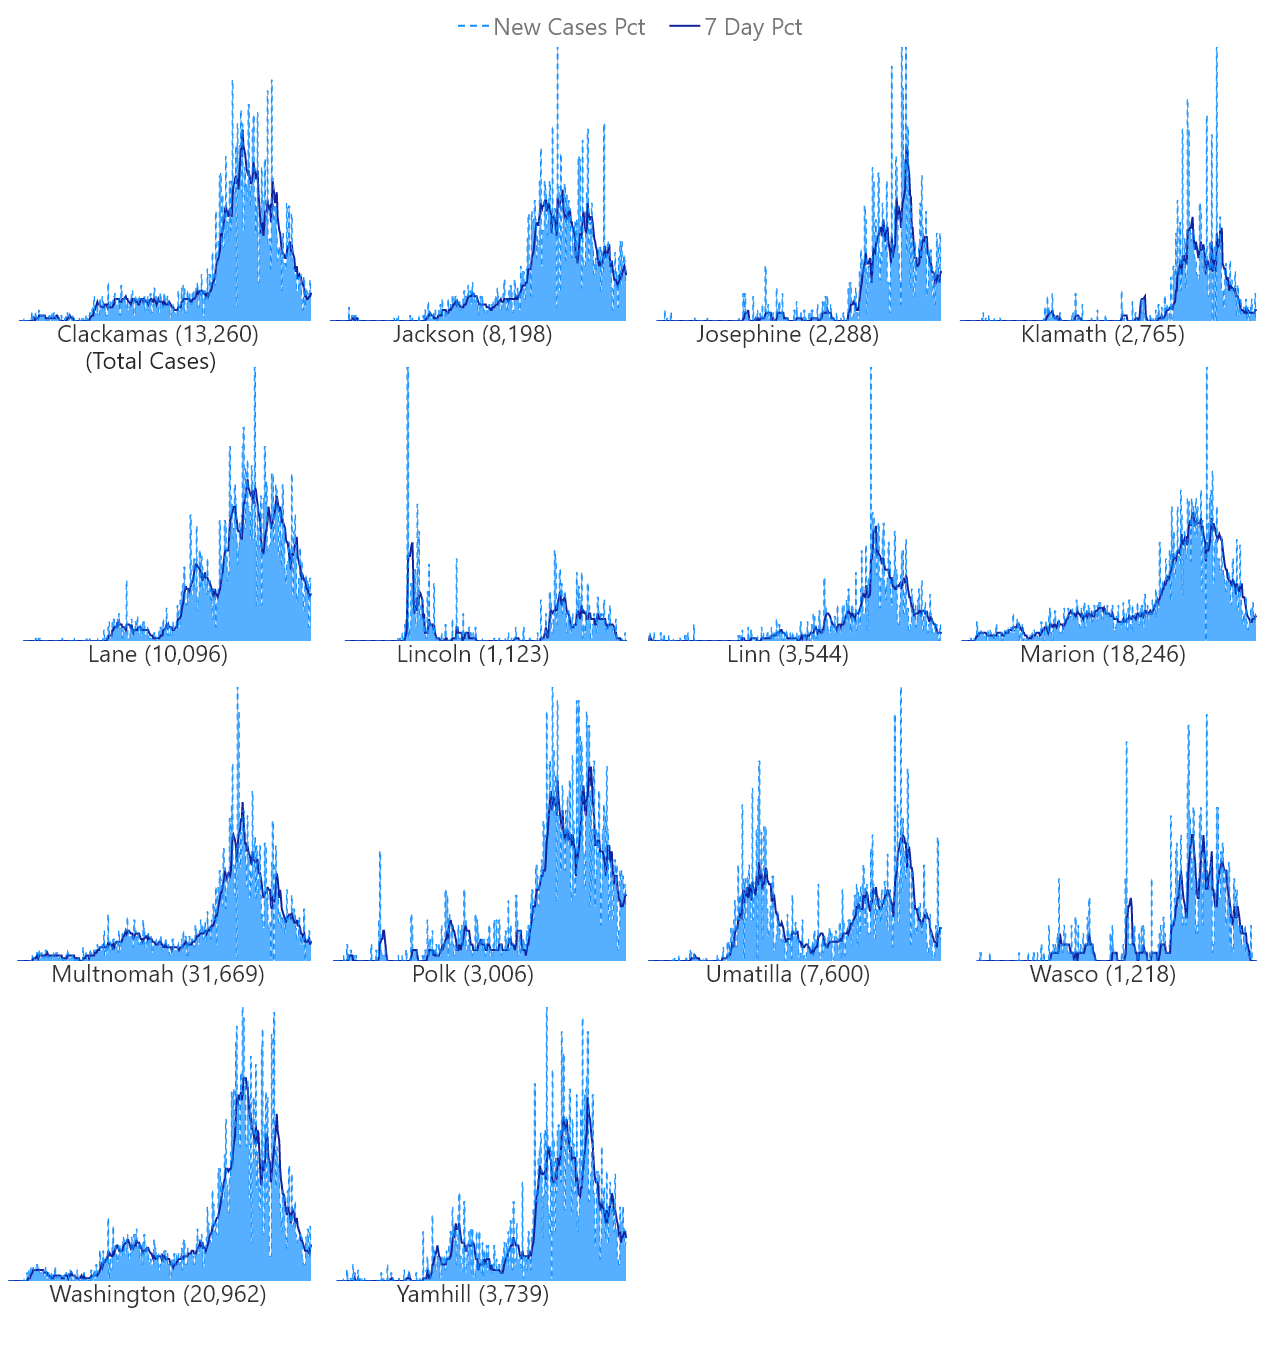 New Cases Pct 7 Day Pct
Clackamas (13,260) Jackson (8,198) Josephine (2,288) Klamath (2,765)
(Total Cases)
Lane (10,096) Lincoln (1,123) Linn (3,544) Marion (18,246)
Multnomah (31,669) Polk (3,006) Umatilla (7,600) Wasco (1,218)
Washington (20,962) Yamhill (3,739)